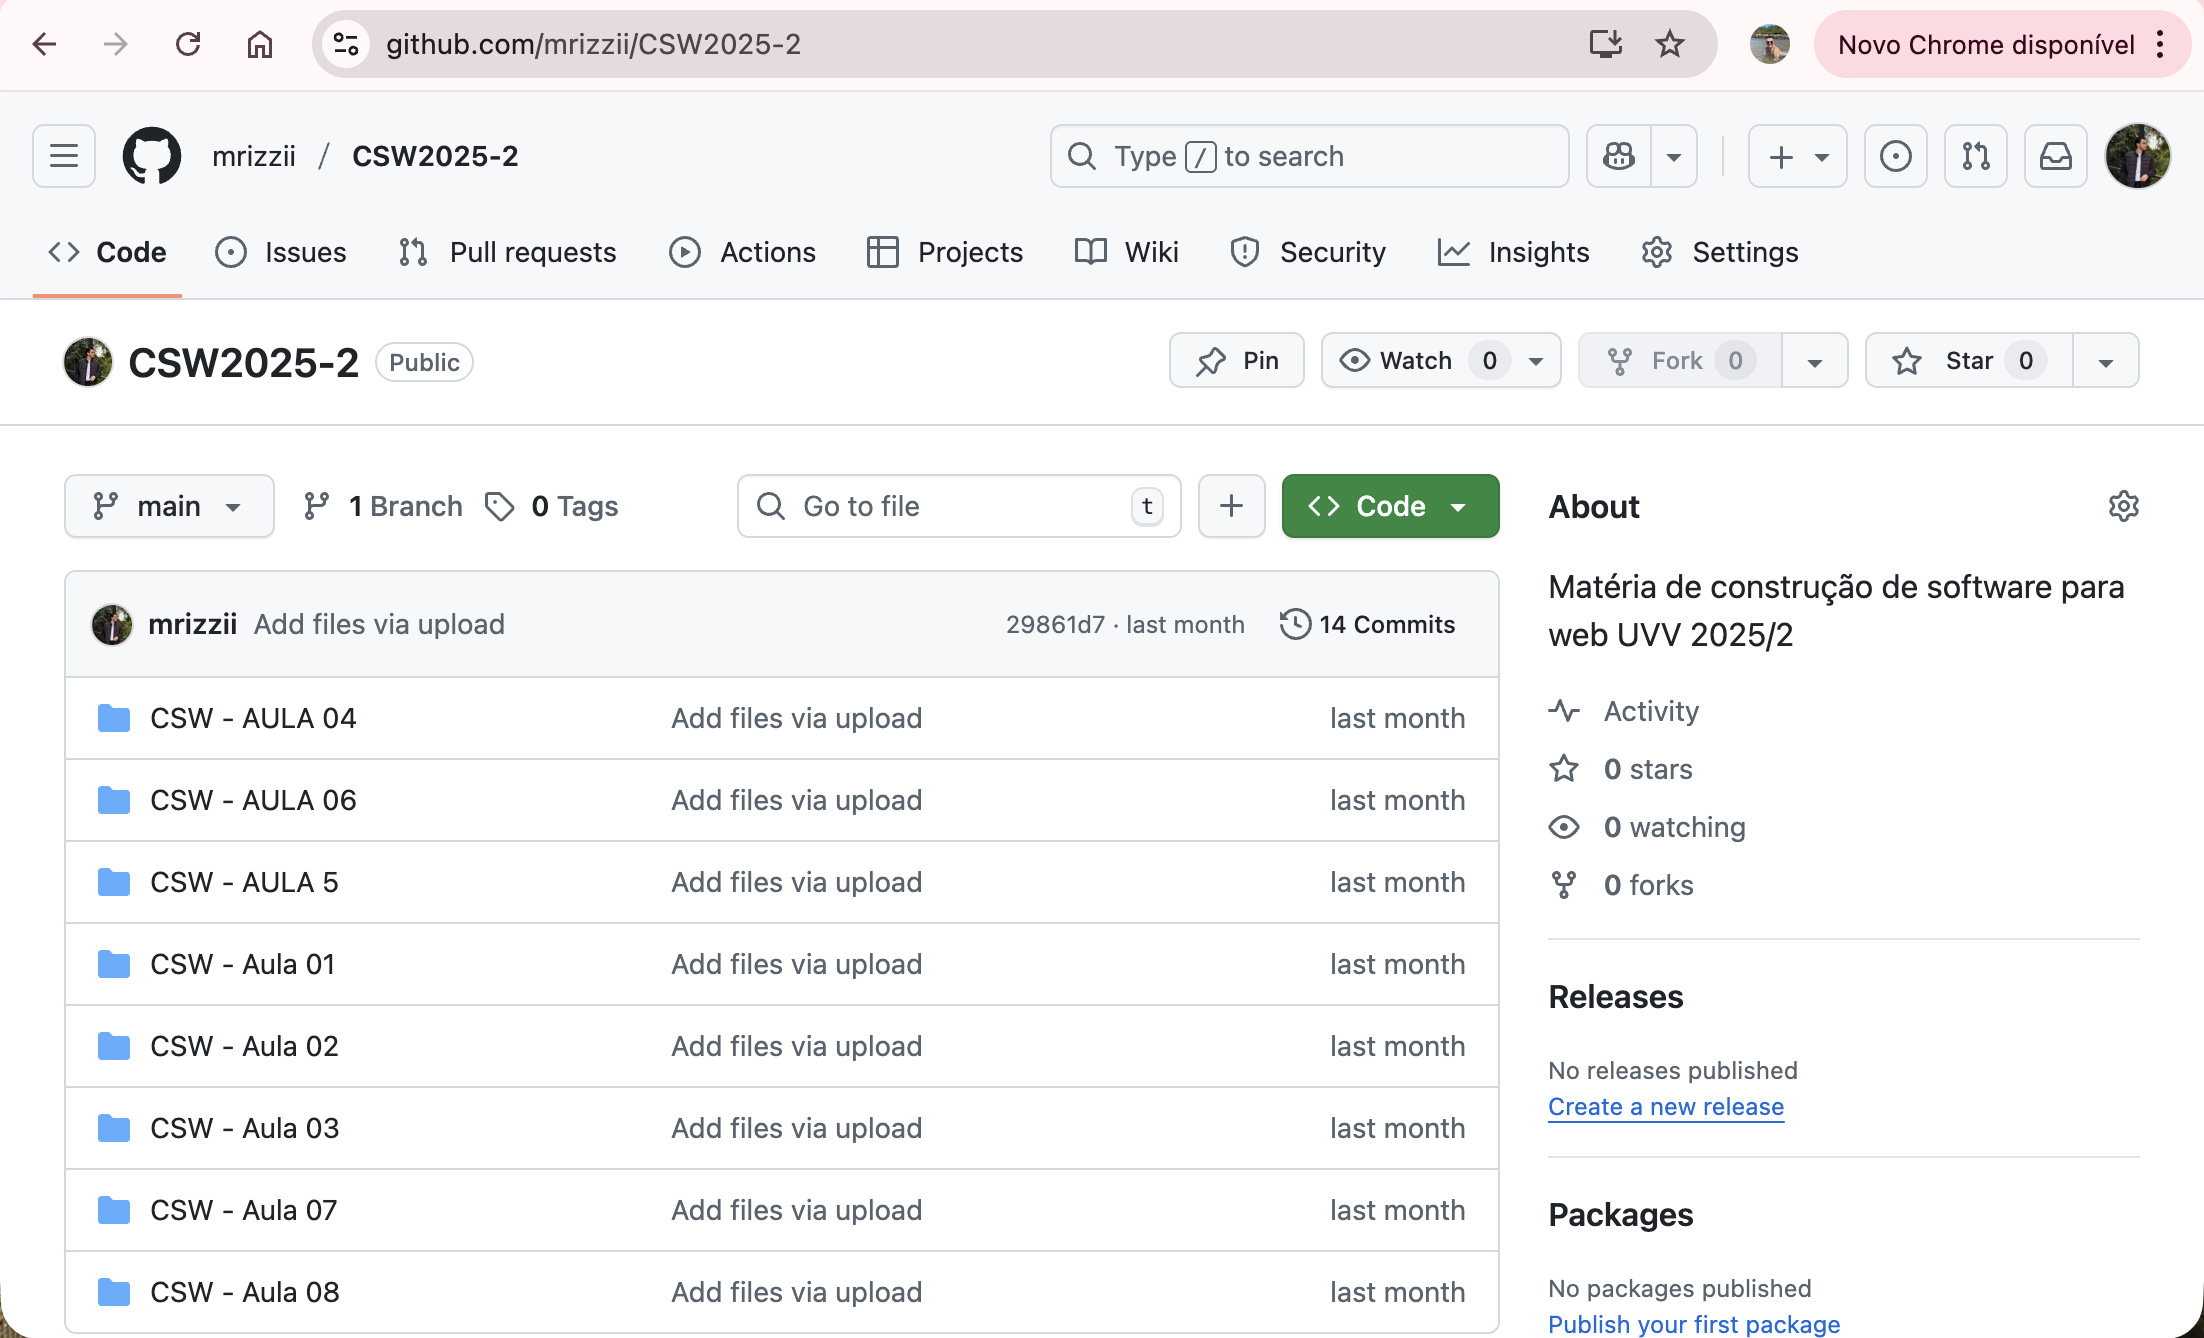 github.com/mrizzii/CSW2025-2
Novo Chrome disponível
mrizzii / CSW2025-2
Type / to search
Code
Issues
Pull requests
Actions
Projects
Wiki
Security
Insights
Settings
CSW2025-2
Public
Pin
Watch 0
Fork 0
Star 0
main
1 Branch
0 Tags
Go to file
t
Code
mrizzii Add files via upload
29861d7 · last month
14 Commits
CSW - AULA 04 Add files via upload last month
CSW - AULA 06 Add files via upload last month
CSW - AULA 5 Add files via upload last month
CSW - Aula 01 Add files via upload last month
CSW - Aula 02 Add files via upload last month
CSW - Aula 03 Add files via upload last month
CSW - Aula 07 Add files via upload last month
CSW - Aula 08 Add files via upload last month
About
Matéria de construção de software para
web UVV 2025/2
Activity
0 stars
0 watching
0 forks
Releases
No releases published
Create a new release
Packages
No packages published
Publish your first package